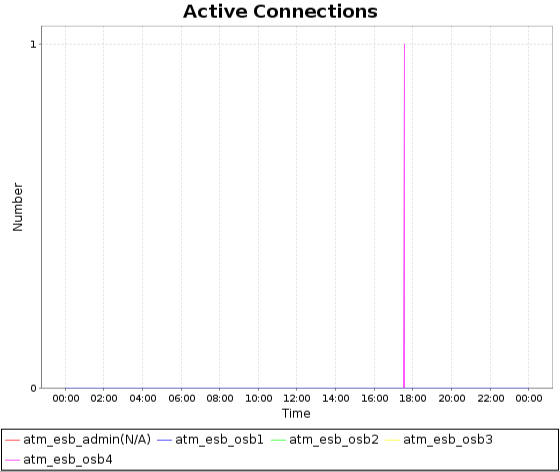 Active Connections
1
Number
0
00:00 02:00 04:00 06:00 08:00 10:00 12:00 14:00 16:00 18:00 20:00 22:00 00:00
Time
atm_esb_admin(N/A) atm_esb_osb1 atm_esb_osb2 atm_esb_osb3
atm_esb_osb4